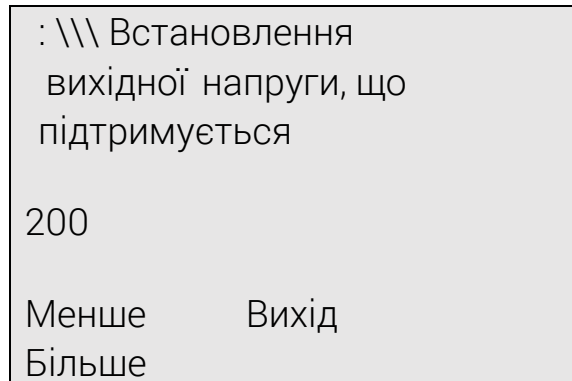 : \\\ Встановлення
вихідної напруги, що
підтримується
200
Менше Вихід
Більше